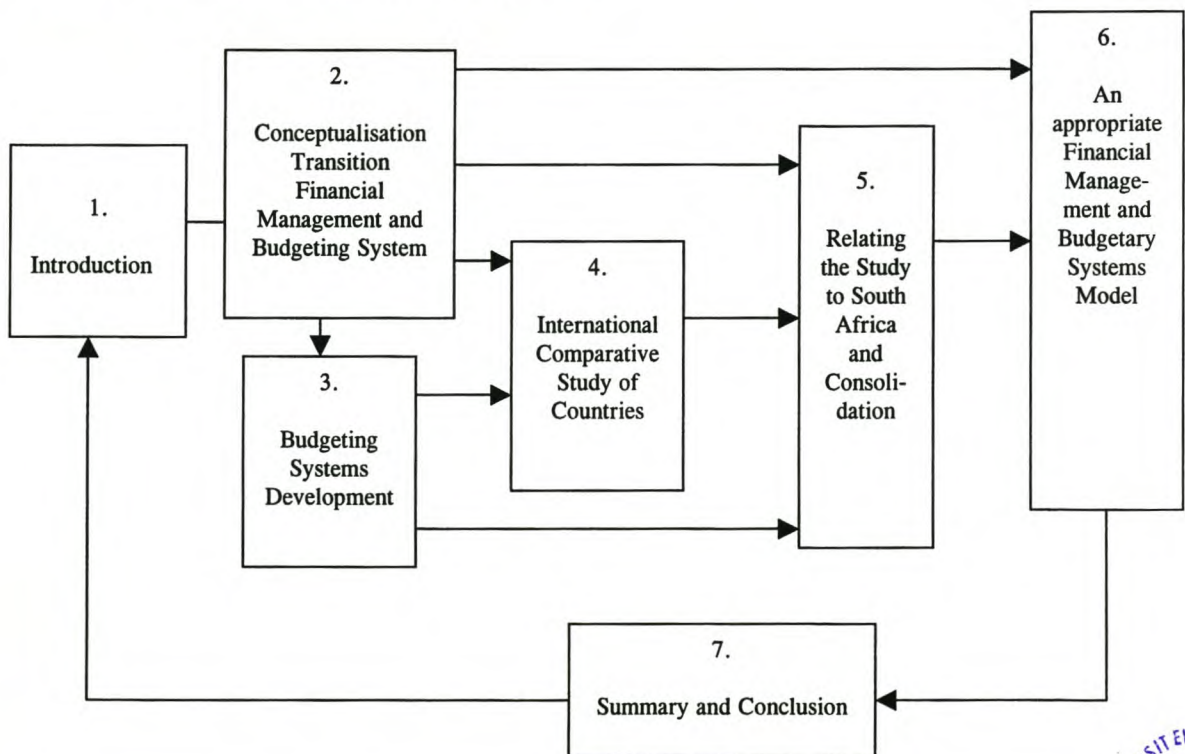 1.
Introduction
2.
Conceptualisation
Transition
Financial
Management and
Budgeting System
3.
Budgeting
Systems
Development
4.
International
Comparative
Study of
Countries
5.
Relating
the Study
to South
Africa
and
Consoli-
dation
6.
An
appropriate
Financial
Manage-
ment and
Budgetary
Systems
Model
7.
Summary and Conclusion